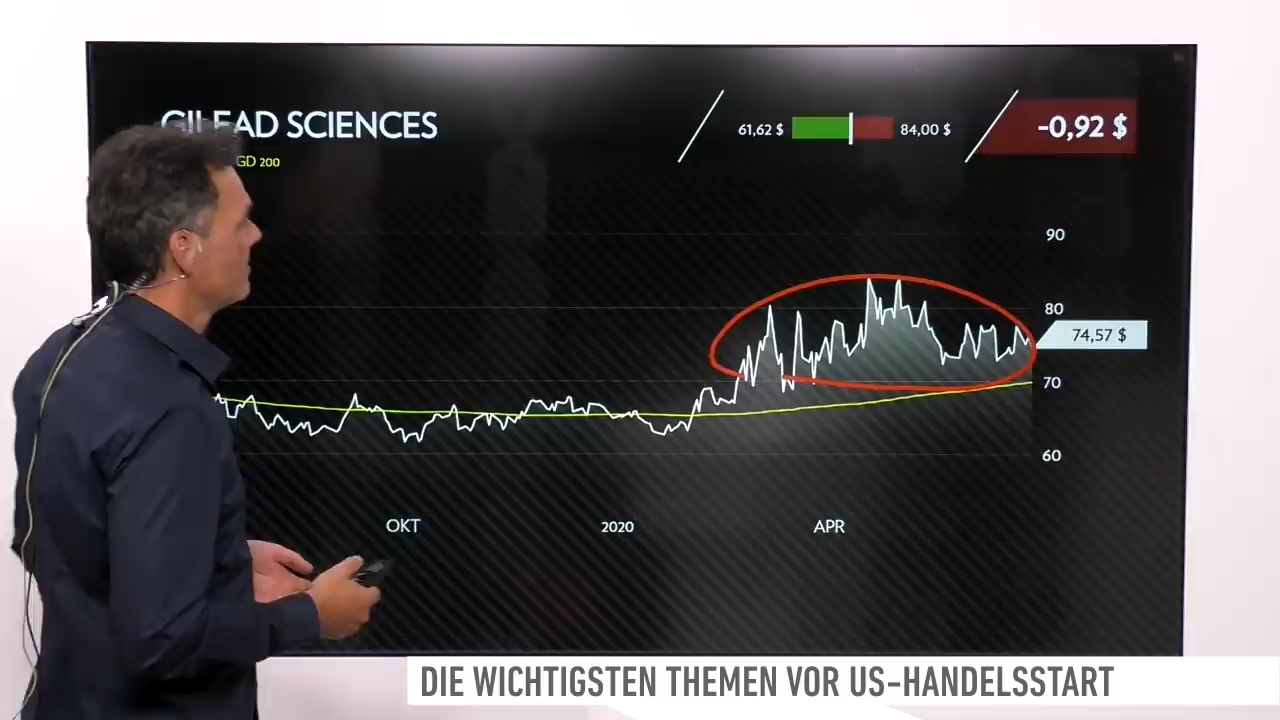 GILEAD SCIENCES
61,62 $
84,00 $
-0,92 $
GD 200
90
80
74,57 $
70
60
OKT
2020
APR
DIE WICHTIGSTEN THEMEN VOR US-HANDELSSTART